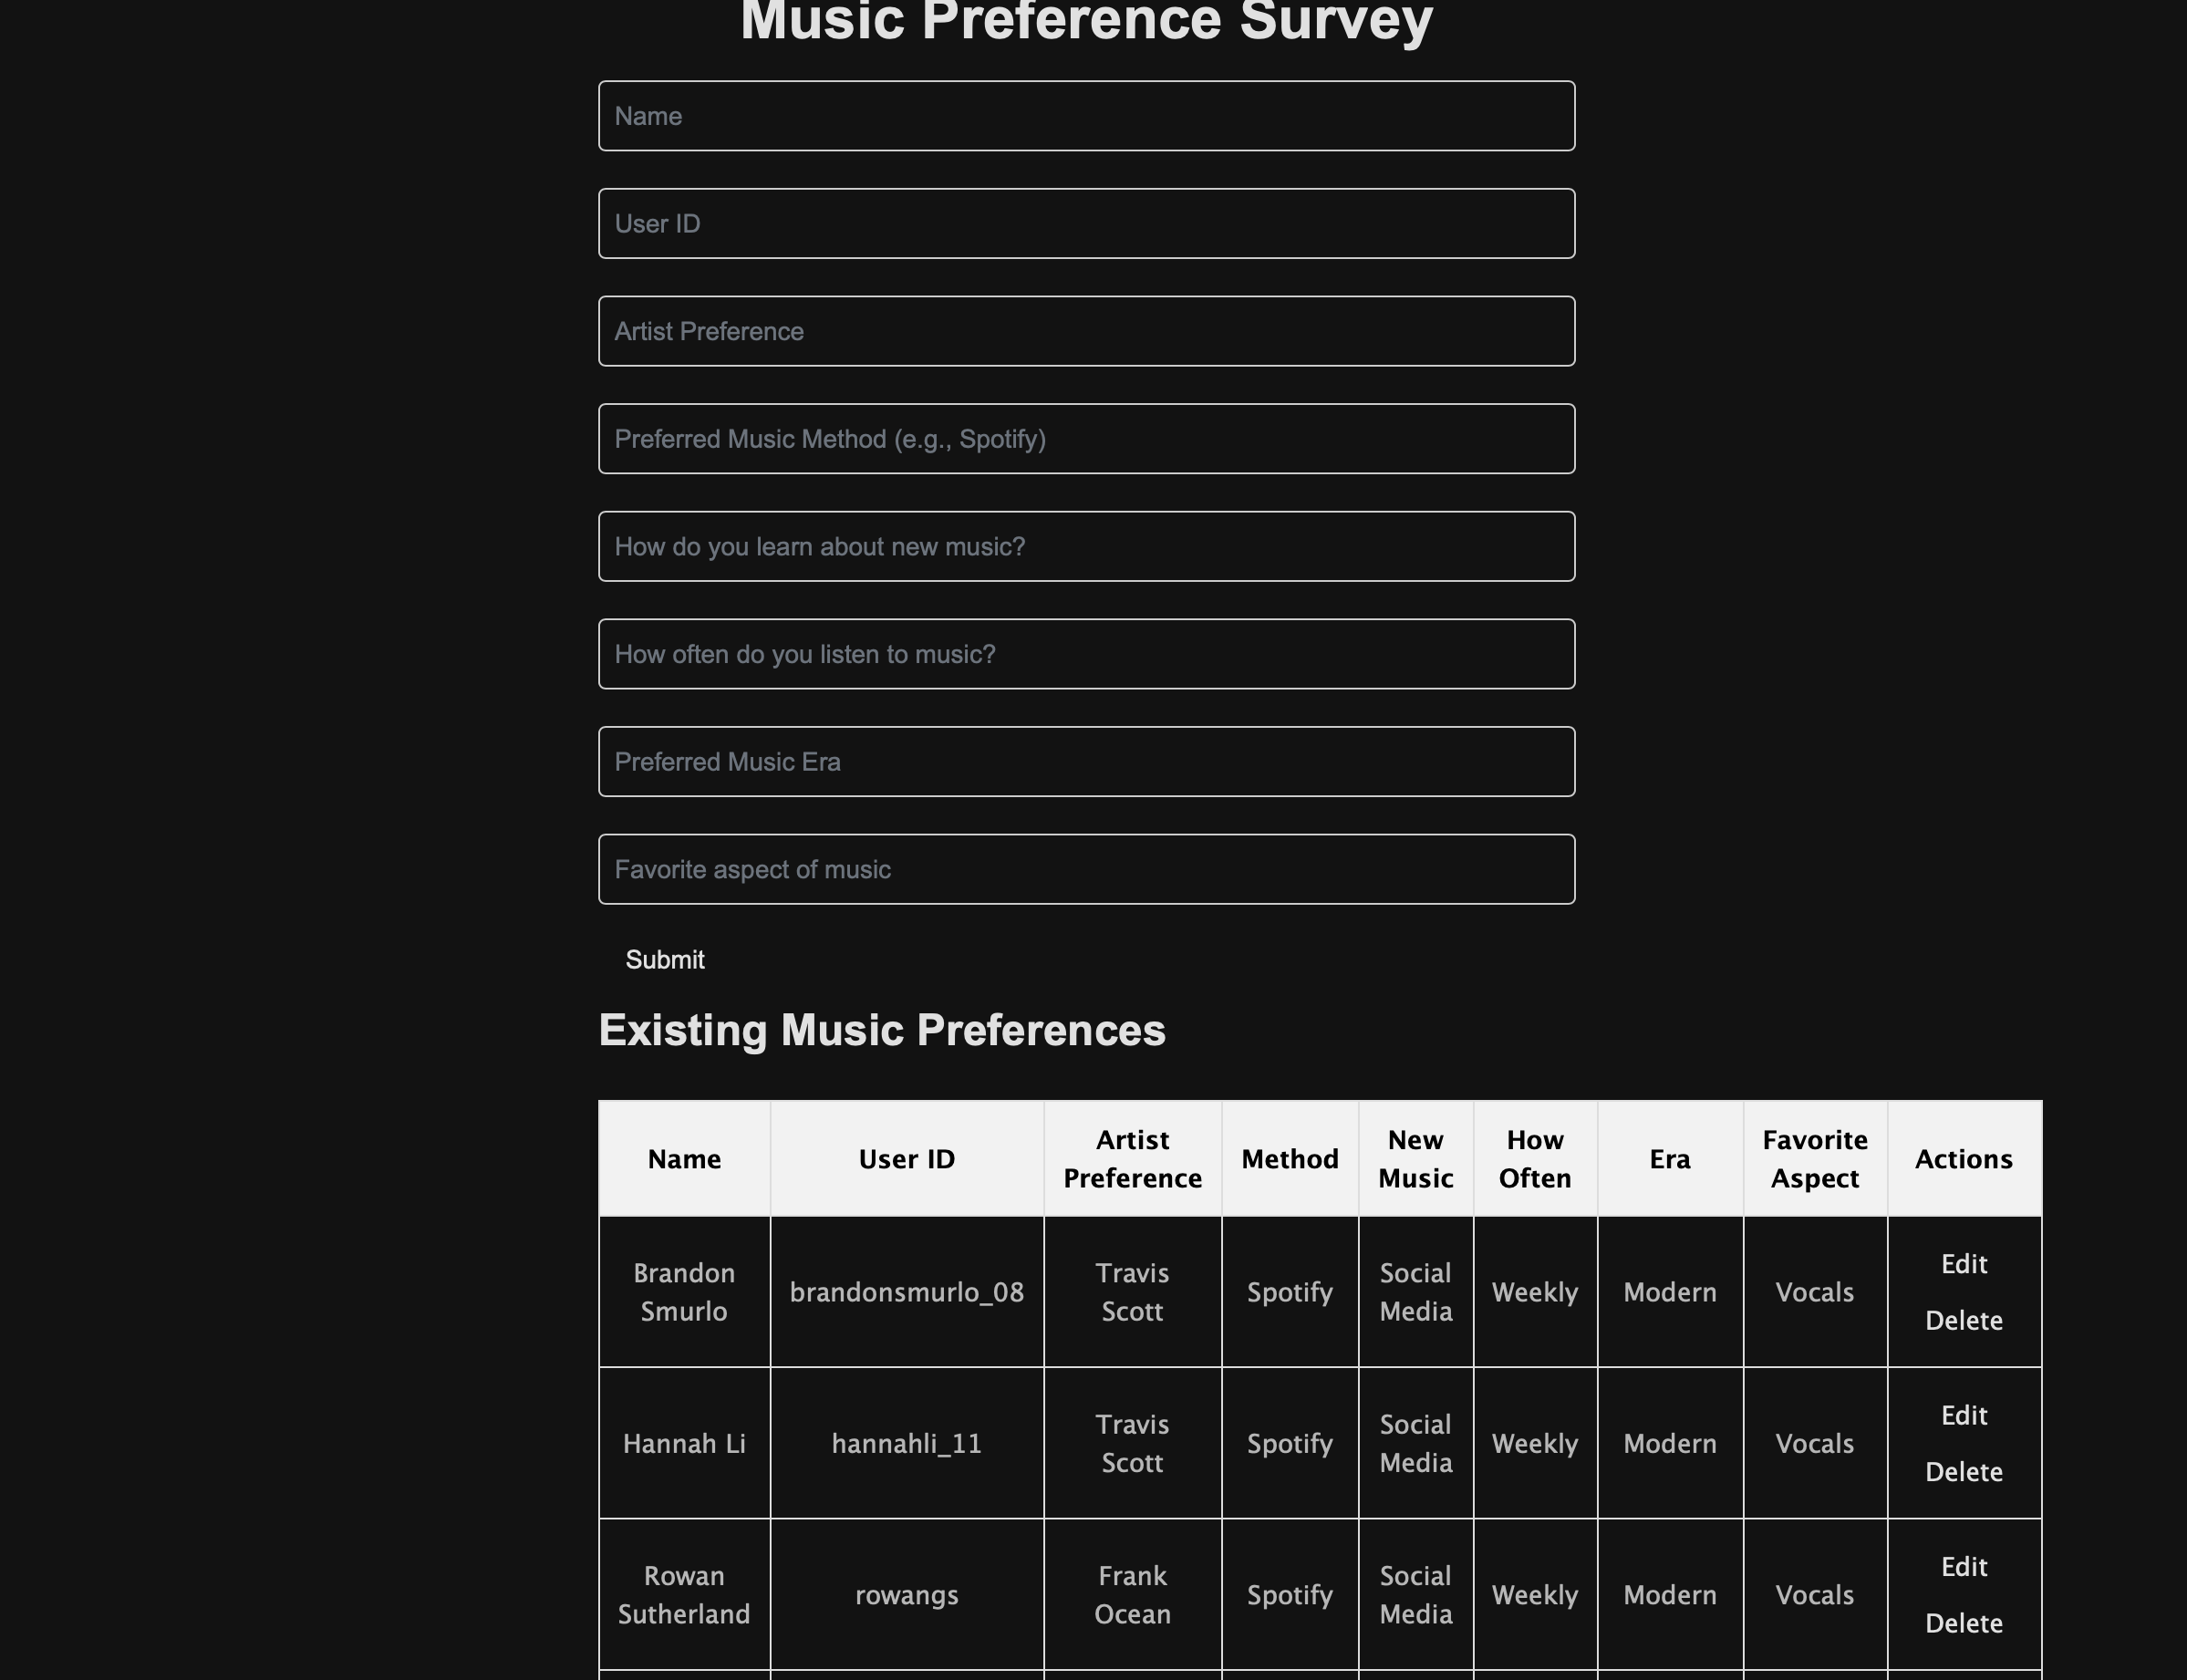 Music Preference Survey
Name
User ID
Artist Preference
Preferred Music Method (e.g., Spotify)
How do you learn about new music?
How often do you listen to music?
Preferred Music Era
Favorite aspect of music
Submit
Existing Music Preferences
Name User ID Artist Preference Method New Music How Often Era Favorite Aspect Actions
Brandon Smurlo brandonsmurlo_08 Travis Scott Spotify Social Media Weekly Modern Vocals Edit Delete
Hannah Li hannahli_11 Travis Scott Spotify Social Media Weekly Modern Vocals Edit Delete
Rowan Sutherland rowangs Frank Ocean Spotify Social Media Weekly Modern Vocals Edit Delete